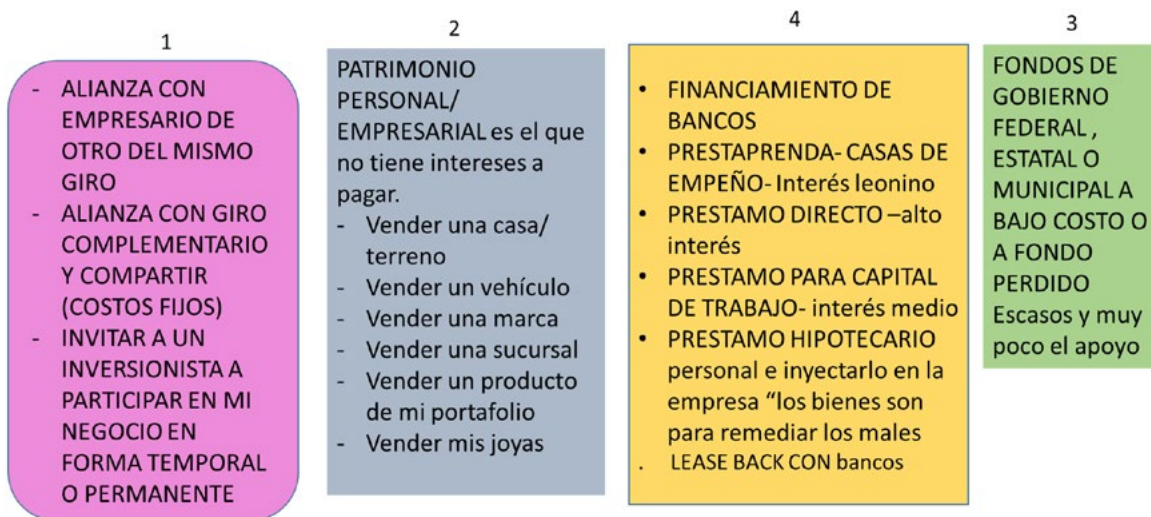 1
- ALIANZA CON
EMPRESARIO DE
OTRO DEL MISMO
GIRO
- ALIANZA CON GIRO
COMPLEMENTARIO
Y COMPARTIR
(COSTOS FIJOS)
- INVITAR A UN
INVERSIONISTA A
PARTICIPAR EN MI
NEGOCIO EN
FORMA TEMPORAL
O PERMANENTE
2
PATRIMONIO
PERSONAL/
EMPRESARIAL es el que
no tiene intereses a
pagar.
- Vender una casa/
terreno
- Vender un vehículo
- Vender una marca
- Vender una sucursal
- Vender un producto
de mi portafolio
- Vender mis joyas
4
• FINANCIAMIENTO DE
BANCOS
• PRESTAPRENDA- CASAS DE
EMPEÑO- Interés leonino
• PRESTAMO DIRECTO –alto
interés
• PRESTAMO PARA CAPITAL
DE TRABAJO- interés medio
• PRESTAMO HIPOTECARIO
personal e inyectarlo en la
empresa “los bienes son
para remediar los males
. LEASE BACK CON bancos
3
FONDOS DE
GOBIERNO
FEDERAL ,
ESTATAL O
MUNICIPAL A
BAJO COSTO O
A FONDO
PERDIDO
Escasos y muy
poco el apoyo